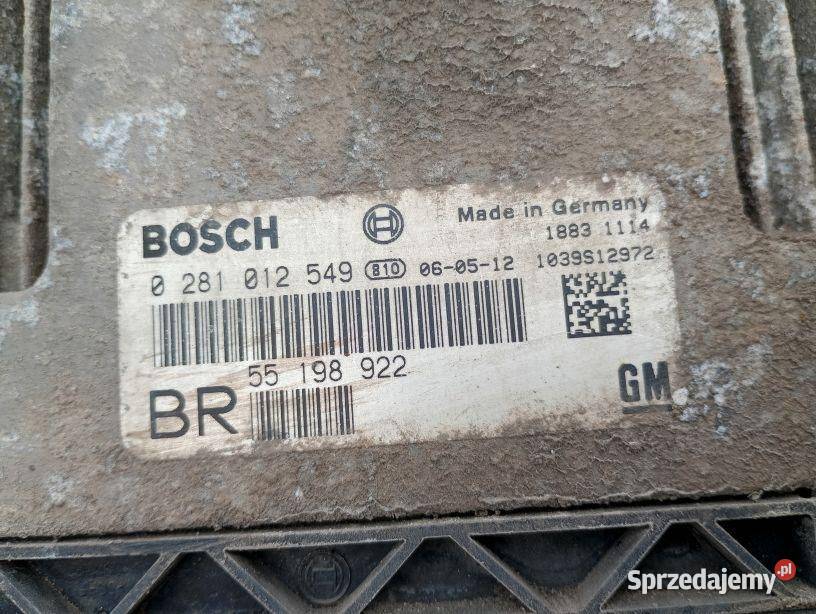 BOSCH
Made in Germany
1883 1114
0 281 012 549 810 06-05-12 1039S12972
55 198 922
BR
GM
Sprzedajemy.pl